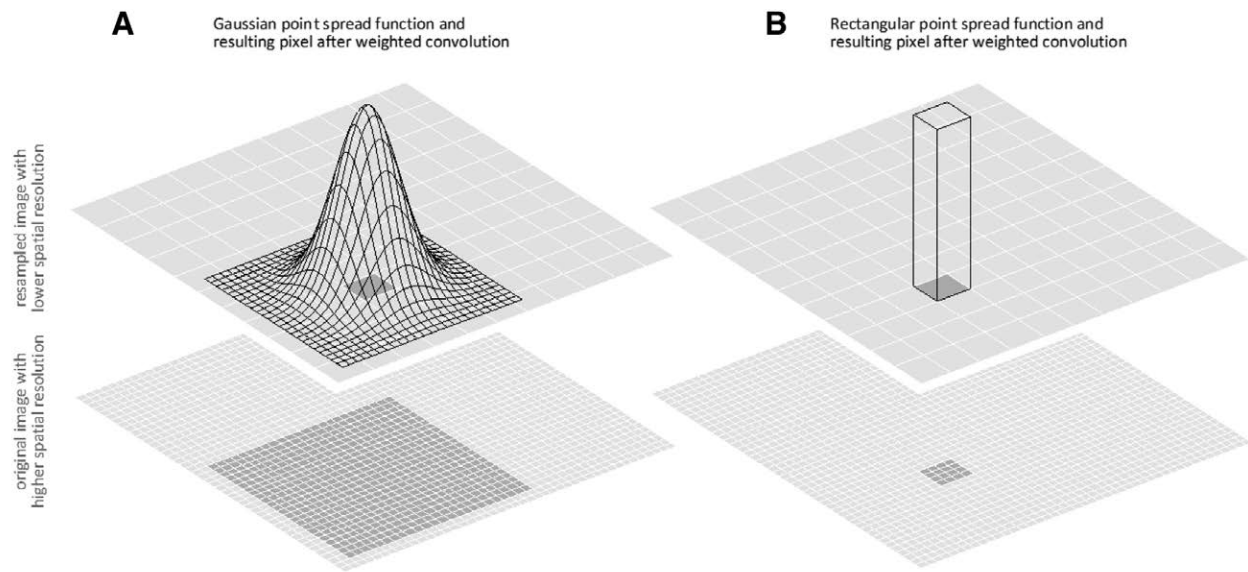 A
Gaussian point spread function and
resulting pixel after weighted convolution
B
Rectangular point spread function and
resulting pixel after weighted convolution
resampled image with
lower spatial resolution
original image with
higher spatial resolution